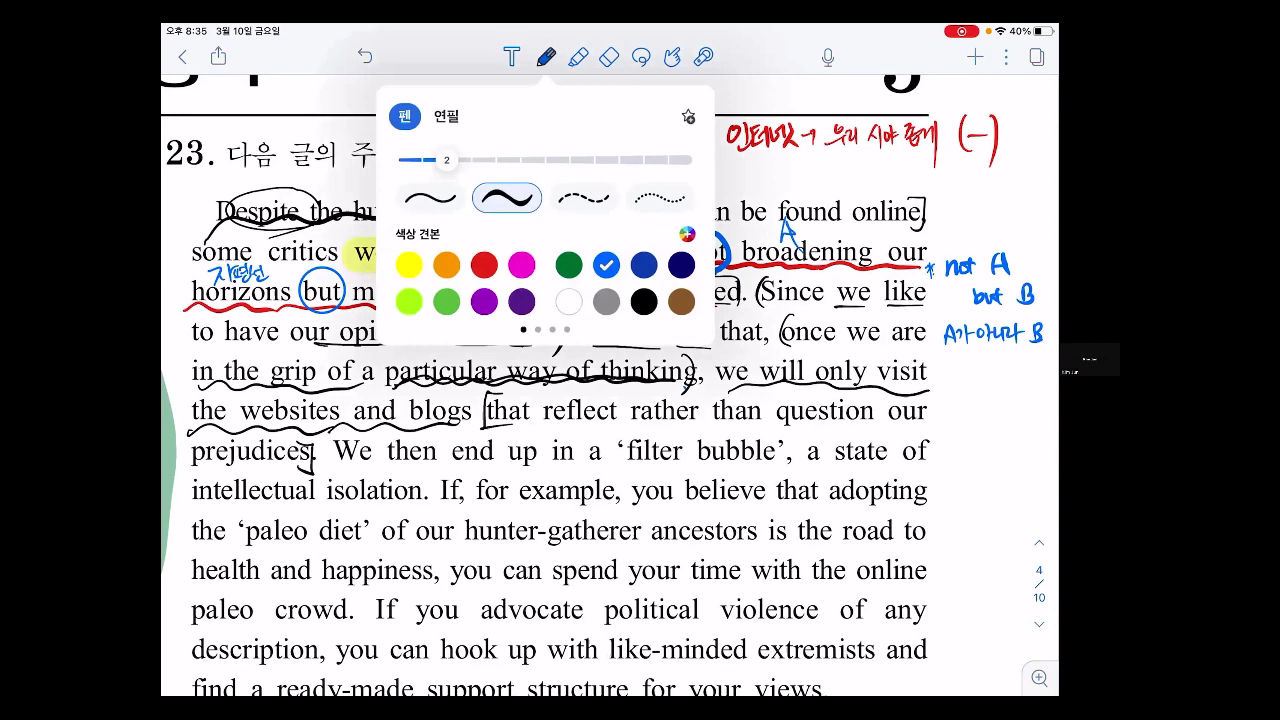 오후 8:35 3월 10일 금요일
40%
T
펜 연필
2
색상 견본
인터넷→ 우리 시야 좁게 (-)
23. 다음 글의 주
Despite the hu
n be found online,
A
some critics w
t broadening our
지평선
horizons but m
ed. (Since we like
* not A
but B
to have our opi
that, once we are
A가 아니라 B
in the grip of a particular way of thinking, we will only visit
the websites and blogs [that reflect rather than question our
prejudices]. We then end up in a ‘filter bubble’, a state of
intellectual isolation. If, for example, you believe that adopting
the ‘paleo diet’ of our hunter-gatherer ancestors is the road to
health and happiness, you can spend your time with the online
paleo crowd. If you advocate political violence of any
description, you can hook up with like-minded extremists and
find a ready-made support structure for your views.
4
/
10